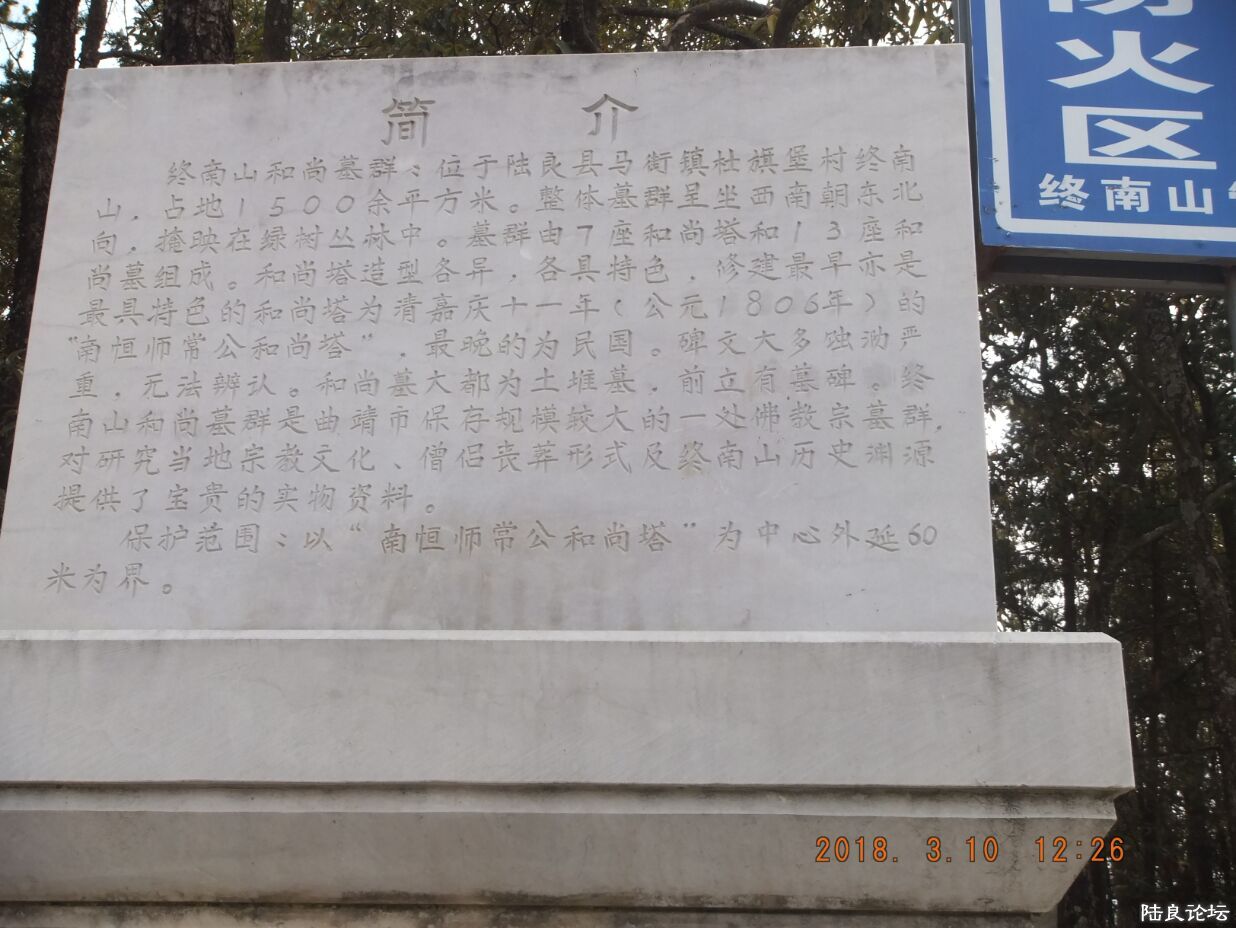 简 介
终南山和尚墓群：位于陆良县马街镇杜旗堡村终南
山，占地1500余平方米。整体墓群呈坐西南朝东北
向，掩映在绿树丛林中。墓群由7座和尚塔和13座和
尚墓组成。和尚塔造型各异，各具特色，修建最早亦是
最具特色的和尚塔为清嘉庆十一年（公元1806年）的
“南恒师常公和尚塔”，最晚的为民国。碑文大多蚀泐严
重，无法辨认。和尚墓大都为土堆墓，前立有墓碑。终
南山和尚墓群是曲靖市保存规模较大的一处佛教宗墓群，
对研究当地宗教文化、僧侣丧葬形式及终南山历史渊源
提供了宝贵的实物资料。
保护范围：以“南恒师常公和尚塔”为中心外延60
米为界。
火区
终南山
2018. 3.10 12:26
陆良论坛